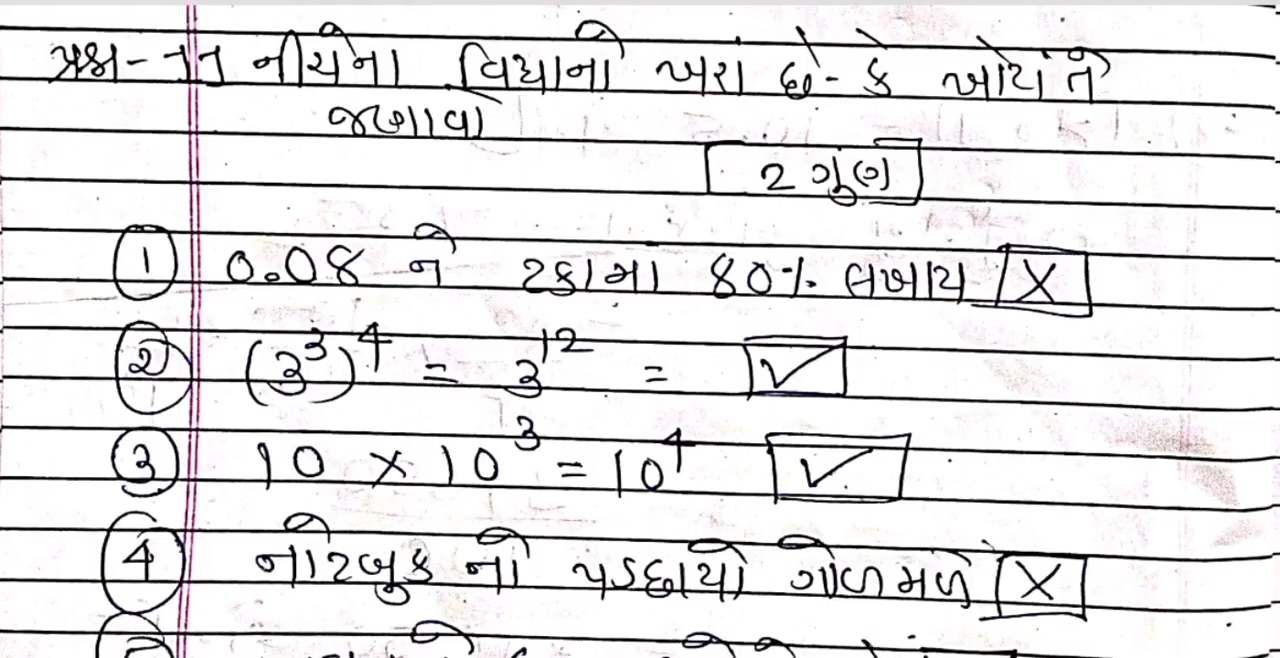 પ્રશ્ન-11 નીચેના વિધાનો ખરા છે - કે ખોટા તે
જણાવો
2 ગુણ
① 0.08 ને ટકામા 80% લખાય X
② (3³)⁴ = 3¹² = ✓
③ 10 × 10³ = 10⁴ ✓
④ નોટબુક નો પડછાયો ગોળ મળે X